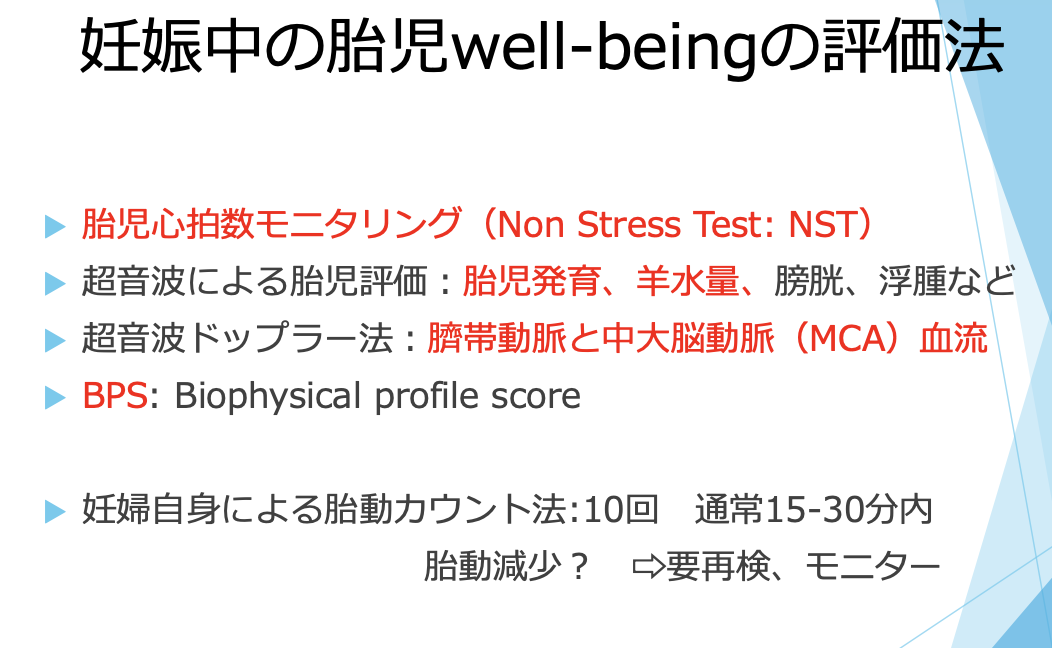 妊娠中の胎児well-beingの評価法
胎児心拍数モニタリング（Non Stress Test: NST）
超音波による胎児評価：胎児発育、羊水量、膀胱、浮腫など
超音波ドップラー法：臍帯動脈と中大脳動脈（MCA）血流
BPS: Biophysical profile score
妊婦自身による胎動カウント法:10回　通常15-30分内
胎動減少？　⇨要再検、モニター